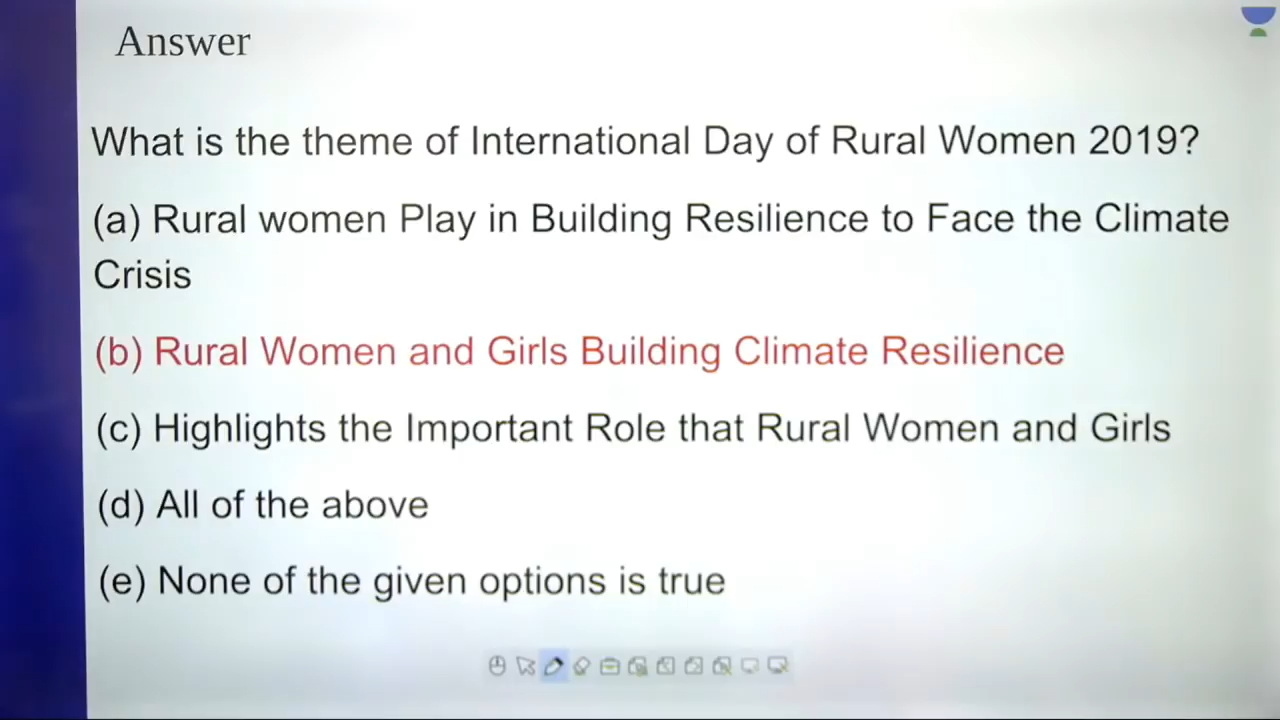 Answer
What is the theme of International Day of Rural Women 2019?
(a) Rural women Play in Building Resilience to Face the Climate
Crisis
(b) Rural Women and Girls Building Climate Resilience
(c) Highlights the Important Role that Rural Women and Girls
(d) All of the above
(e) None of the given options is true